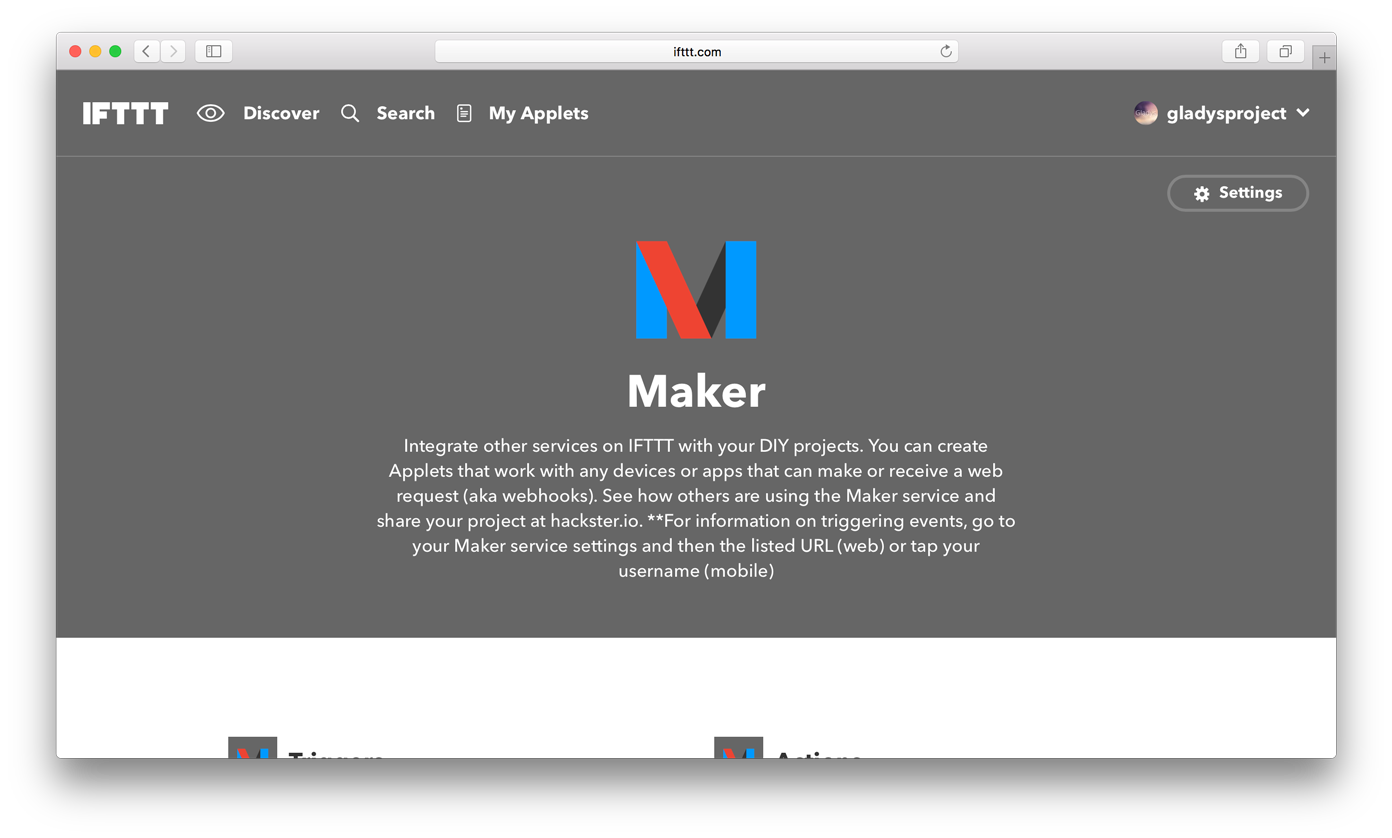 ifttt.com
IFTTT Discover Search My Applets gladysproject
Settings
Maker
Integrate other services on IFTTT with your DIY projects. You can create
Applets that work with any devices or apps that can make or receive a web
request (aka webhooks). See how others are using the Maker service and
share your project at hackster.io. **For information on triggering events, go to
your Maker service settings and then the listed URL (web) or tap your
username (mobile)
Triggers Actions